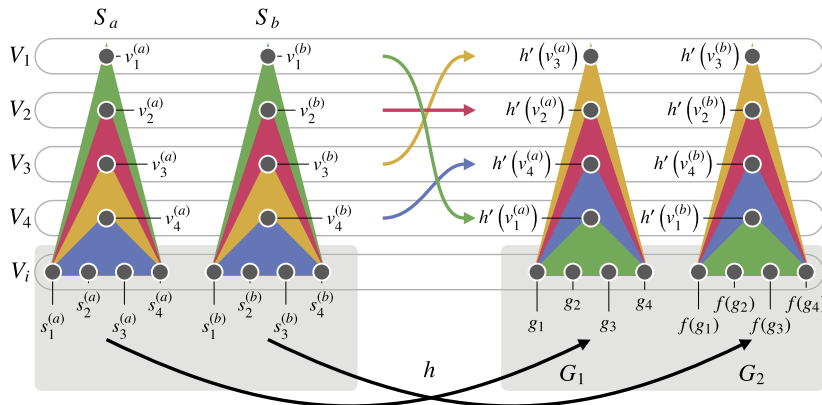 S_a S_b
V_1 v_1^{(a)} v_1^{(b)} h′(v_3^{(a)}) h′(v_3^{(b)})
V_2 v_2^{(a)} v_2^{(b)} h′(v_2^{(a)}) h′(v_2^{(b)})
V_3 v_3^{(a)} v_3^{(b)} h′(v_4^{(a)}) h′(v_4^{(b)})
V_4 v_4^{(a)} v_4^{(b)} h′(v_1^{(a)}) h′(v_1^{(b)})
V_i
s_2^{(a)} s_4^{(a)} s_2^{(b)} s_4^{(b)} g_2 g_4 f(g_2) f(g_4)
s_1^{(a)} s_3^{(a)} s_1^{(b)} s_3^{(b)} g_1 g_3 f(g_1) f(g_3)
h G_1 G_2